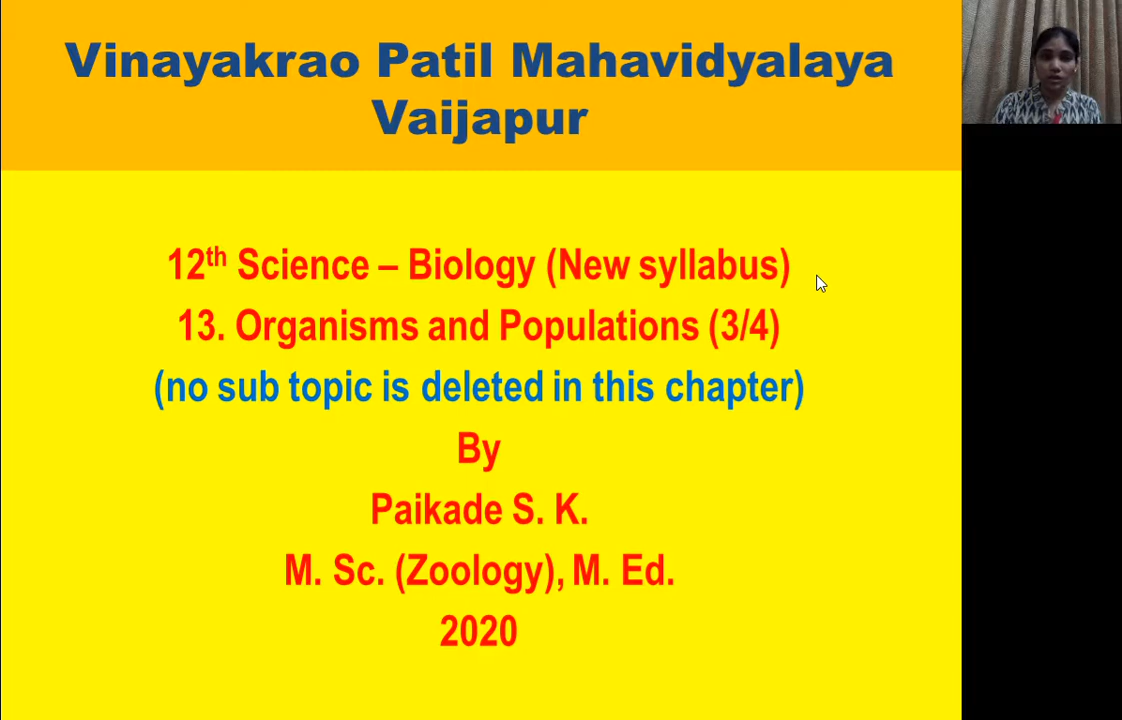 Vinayakrao Patil Mahavidyalaya
Vaijapur
12th Science – Biology (New syllabus)
13. Organisms and Populations (3/4)
(no sub topic is deleted in this chapter)
By
Paikade S. K.
M. Sc. (Zoology), M. Ed.
2020